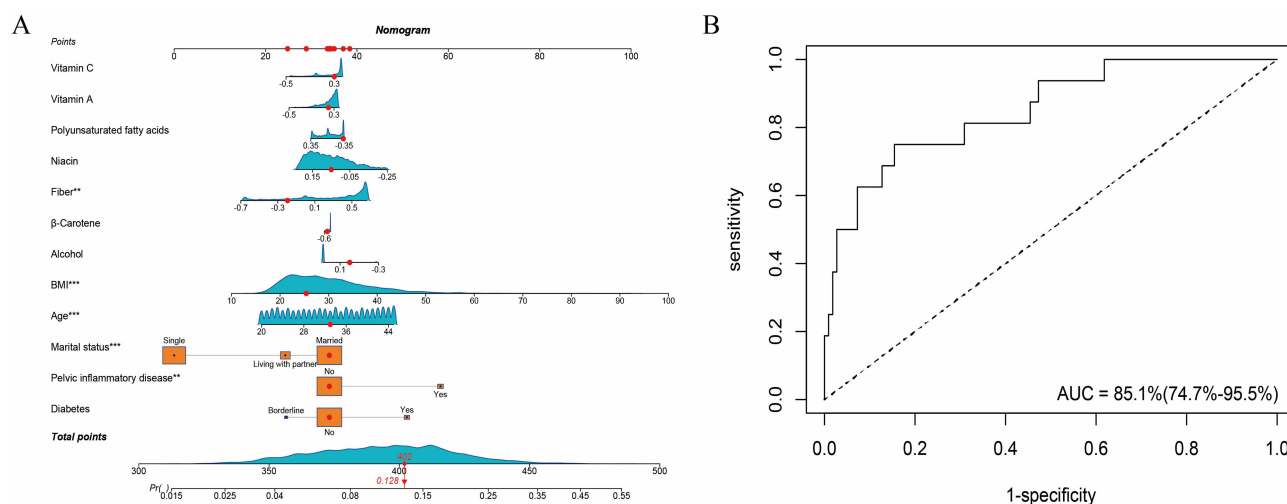 A
Nomogram
Points
0 20 40 60 80 100
Vitamin C
-0.5 0.3
Vitamin A
-0.5 0.3
Polyunsaturated fatty acids
0.35 -0.35
Niacin
0.15 -0.05 -0.25
Fiber**
-0.7 -0.3 0.1 0.5
β-Carotene
-0.6
Alcohol
0.1 -0.3
BMI***
10 20 30 40 50 60 70 80 90 100
Age***
20 28 36 44
Marital status***
Single Married
Living with partner
Pelvic inflammatory disease**
No
Yes
Diabetes
Borderline Yes
No
Total points
402
300 350 400 450 500
0.128
Pr( )
0.015 0.025 0.04 0.08 0.15 0.25 0.35 0.45 0.55
B
sensitivity
1.0
0.8
0.6
0.4
0.2
0.0
AUC = 85.1%(74.7%-95.5%)
0.0 0.2 0.4 0.6 0.8 1.0
1-specificity